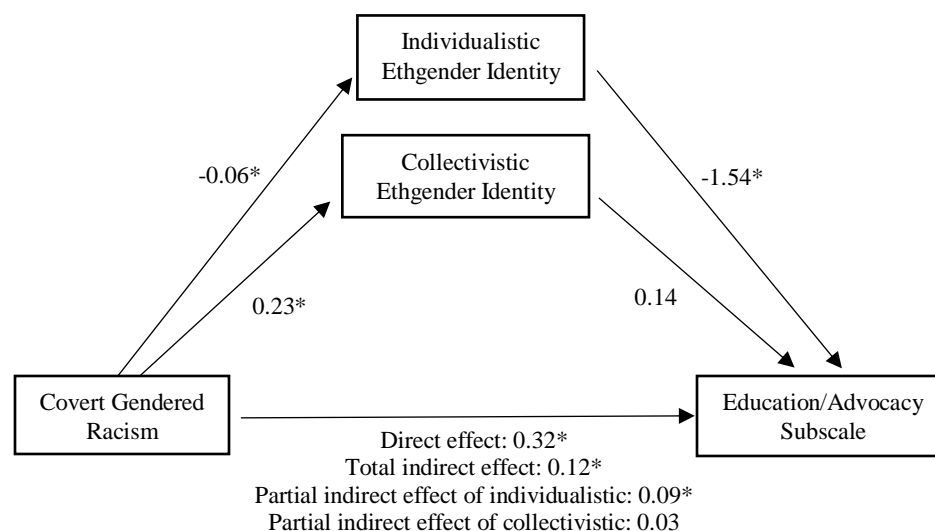 Individualistic
Ethgender Identity
Collectivistic
Ethgender Identity
-0.06*
-1.54*
0.23*
0.14
Covert Gendered
Racism
Education/Advocacy
Subscale
Direct effect: 0.32*
Total indirect effect: 0.12*
Partial indirect effect of individualistic: 0.09*
Partial indirect effect of collectivistic: 0.03